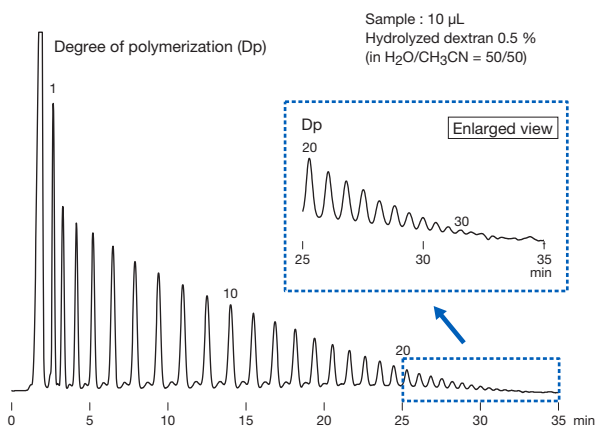 Sample : 10 µL
Hydrolyzed dextran 0.5 %
(in H₂O/CH₃CN = 50/50)
Degree of polymerization (Dp)
1
10
20
Dp
Enlarged view
20
30
25 30 35
min
0 5 10 15 20 25 30 35 min